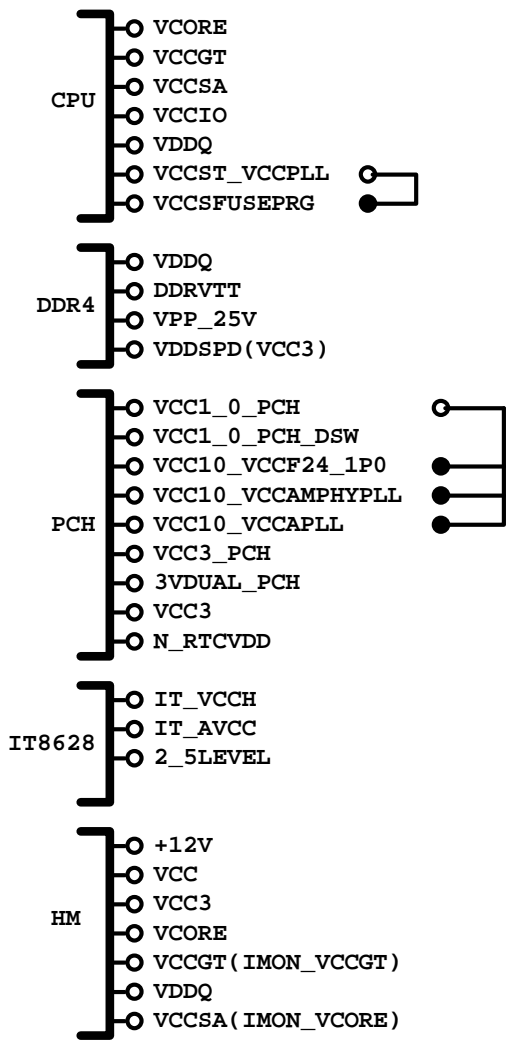 CPU
VCORE
VCCGT
VCCSA
VCCIO
VDDQ
VCCST_VCCPLL
VCCSFUSEPRG
DDR4
VDDQ
DDRVTT
VPP_25V
VDDSPD(VCC3)
PCH
VCC1_0_PCH
VCC1_0_PCH_DSW
VCC10_VCCF24_1P0
VCC10_VCCAMPHYPLL
VCC10_VCCAPLL
VCC3_PCH
3VDUAL_PCH
VCC3
N_RTCVDD
IT8628
IT_VCCH
IT_AVCC
2_5LEVEL
HM
+12V
VCC
VCC3
VCORE
VCCGT(IMON_VCCGT)
VDDQ
VCCSA(IMON_VCORE)